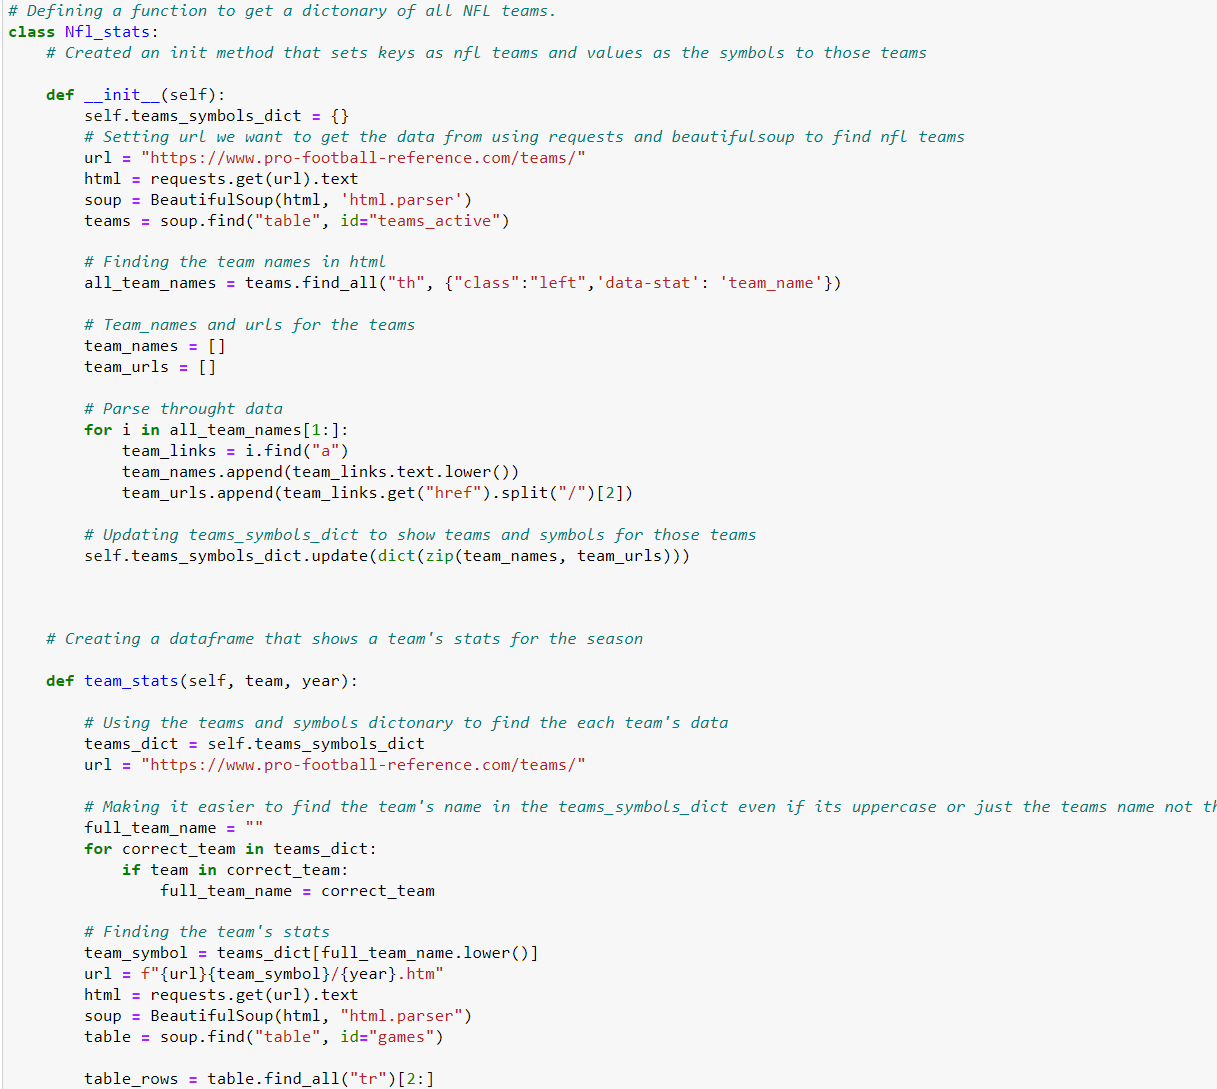 # Defining a function to get a dictonary of all NFL teams.
class Nfl_stats:
    # Created an init method that sets keys as nfl teams and values as the symbols to those teams

    def __init__(self):
        self.teams_symbols_dict = {}
        # Setting url we want to get the data from using requests and beautifulsoup to find nfl teams
        url = "https://www.pro-football-reference.com/teams/"
        html = requests.get(url).text
        soup = BeautifulSoup(html, 'html.parser')
        teams = soup.find("table", id="teams_active")

        # Finding the team names in html
        all_team_names = teams.find_all("th", {"class":"left",'data-stat': 'team_name'})

        # Team_names and urls for the teams
        team_names = []
        team_urls = []

        # Parse throught data
        for i in all_team_names[1:]:
            team_links = i.find("a")
            team_names.append(team_links.text.lower())
            team_urls.append(team_links.get("href").split("/")[2])

        # Updating teams_symbols_dict to show teams and symbols for those teams
        self.teams_symbols_dict.update(dict(zip(team_names, team_urls)))

    # Creating a dataframe that shows a team's stats for the season

    def team_stats(self, team, year):

        # Using the teams and symbols dictonary to find the each team's data
        teams_dict = self.teams_symbols_dict
        url = "https://www.pro-football-reference.com/teams/"

        # Making it easier to find the team's name in the teams_symbols_dict even if its uppercase or just the teams name not
        full_team_name = ""
        for correct_team in teams_dict:
            if team in correct_team:
                full_team_name = correct_team

        # Finding the team's stats
        team_symbol = teams_dict[full_team_name.lower()]
        url = f"{url}{team_symbol}/{year}.htm"
        html = requests.get(url).text
        soup = BeautifulSoup(html, "html.parser")
        table = soup.find("table", id="games")

        table_rows = table.find_all("tr")[2:]